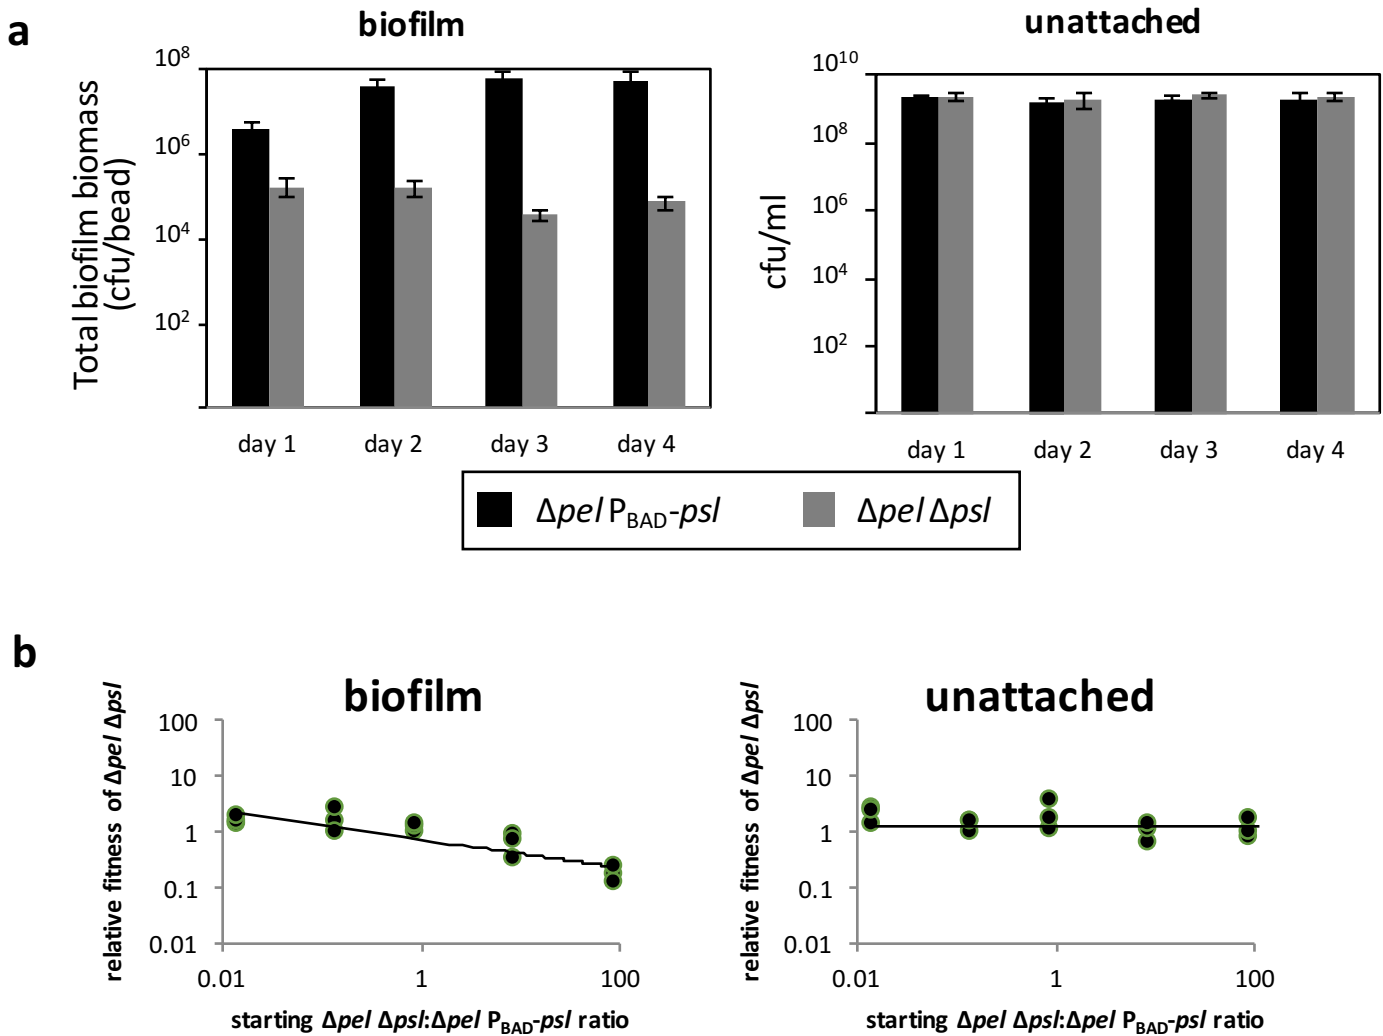 a
biofilm
unattached
Total biofilm biomass
(cfu/bead)
10⁸
10⁶
10⁴
10²
day 1 day 2 day 3 day 4
cfu/ml
10¹⁰
10⁸
10⁶
10⁴
10²
day 1 day 2 day 3 day 4
Δpel P_BAD-psl
Δpel Δpsl
b
biofilm
relative fitness of Δpel Δpsl
100
10
1
0.1
0.01
0.01 1 100
starting Δpel Δpsl:Δpel P_BAD-psl ratio
unattached
relative fitness of Δpel Δpsl
100
10
1
0.1
0.01
0.01 1 100
starting Δpel Δpsl:Δpel P_BAD-psl ratio